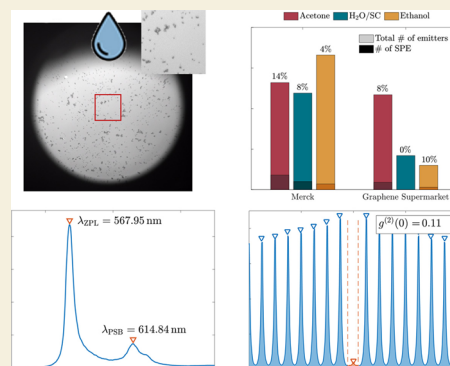 Acetone H₂O/SC Ethanol
Total # of emitters
# of SPE
4%
14%
8%
8%
0%
10%
Merck Graphene Supermarket
λZPL = 567.95 nm
λPSB = 614.84 nm
g⁽²⁾(0) = 0.11